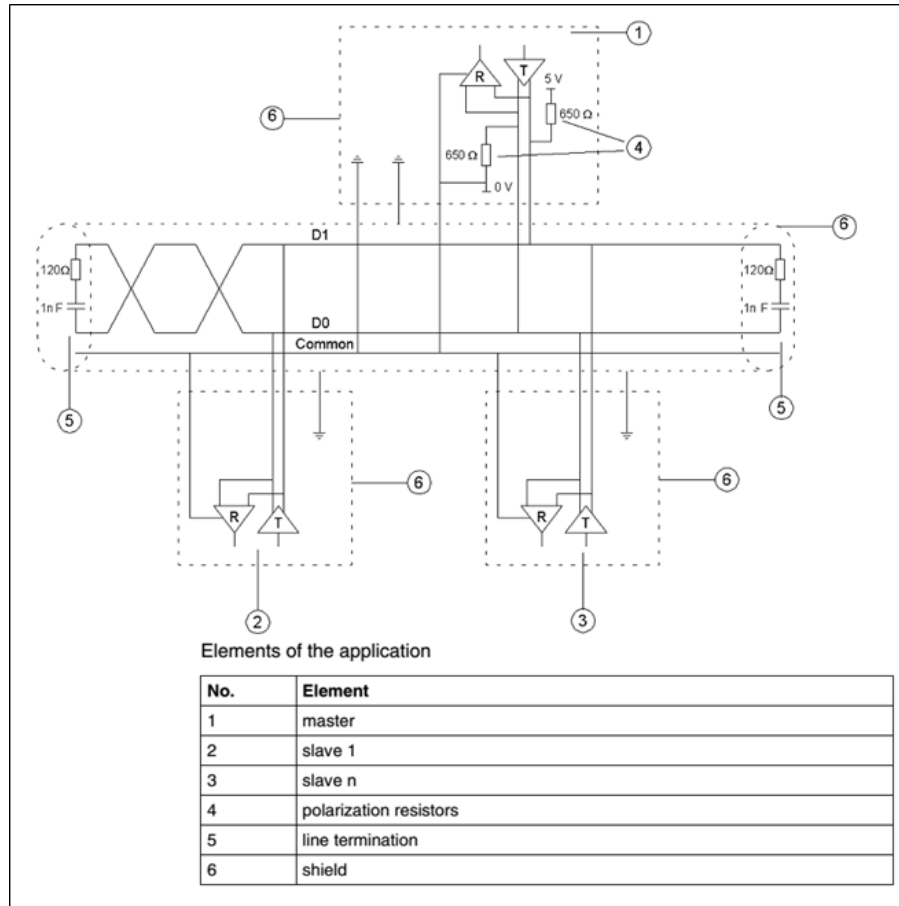 1
R
T
5 V
650 Ω
6
4
650 Ω
0 V
6
D1
120Ω
120Ω
1n F
1n F
D0
Common
5
5
6
6
R
T
R
T
2
3
Elements of the application
No. Element
1 master
2 slave 1
3 slave n
4 polarization resistors
5 line termination
6 shield